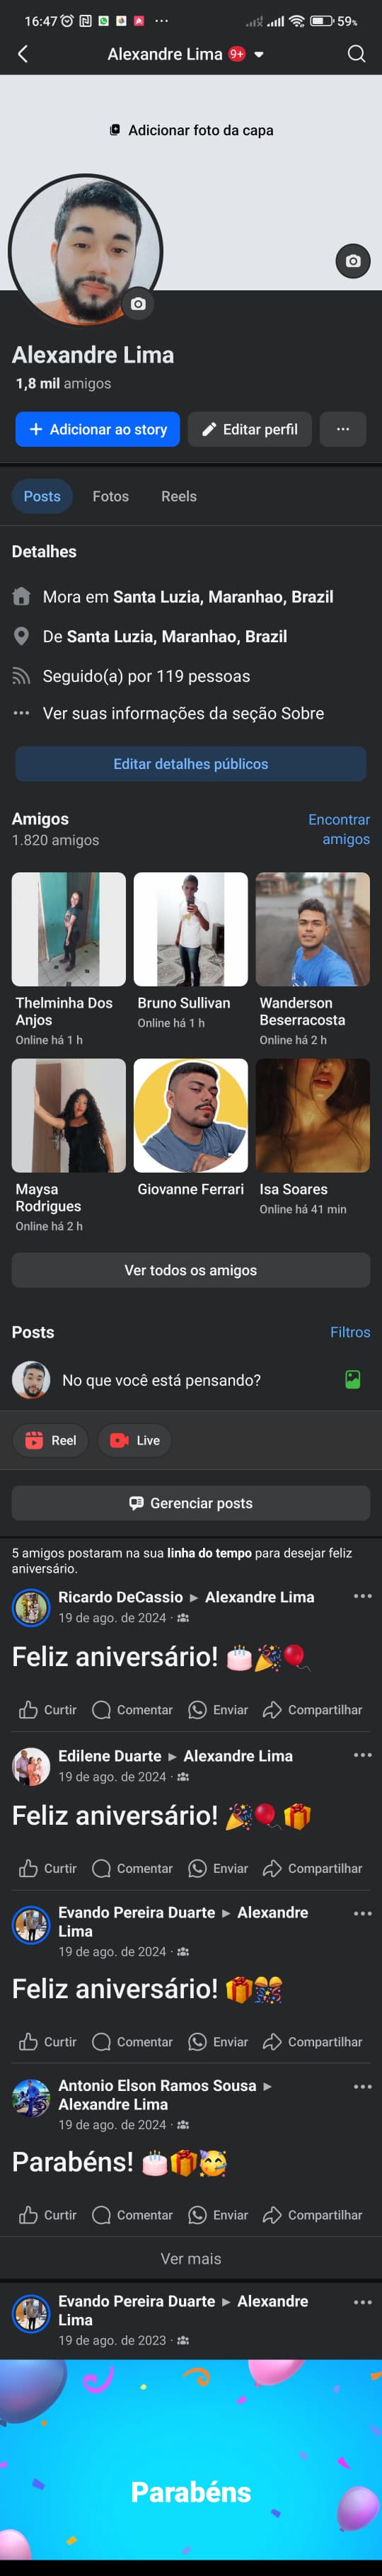 16:47 59%
Alexandre Lima 9+
Adicionar foto da capa
Alexandre Lima
1,8 mil amigos
+ Adicionar ao story
Editar perfil
Posts
Fotos
Reels
Detalhes
Mora em Santa Luzia, Maranhao, Brazil
De Santa Luzia, Maranhao, Brazil
Seguido(a) por 119 pessoas
Ver suas informações da seção Sobre
Editar detalhes públicos
Amigos
1.820 amigos
Encontrar
amigos
Thelminha Dos
Anjos
Online há 1 h
Bruno Sullivan
Online há 1 h
Wanderson
Beserracosta
Online há 2 h
Maysa
Rodrigues
Online há 2 h
Giovanne Ferrari
Isa Soares
Online há 41 min
Ver todos os amigos
Posts
Filtros
No que você está pensando?
Reel
Live
Gerenciar posts
5 amigos postaram na sua linha do tempo para desejar feliz
aniversário.
Ricardo DeCassio ▸ Alexandre Lima
19 de ago. de 2024 ·
Feliz aniversário! 🎂🎉🎈
Curtir Comentar Enviar Compartilhar
Edilene Duarte ▸ Alexandre Lima
19 de ago. de 2024 ·
Feliz aniversário! 🎉🎈🎁
Curtir Comentar Enviar Compartilhar
Evando Pereira Duarte ▸ Alexandre
Lima
19 de ago. de 2024 ·
Feliz aniversário! 🎁🎊
Curtir Comentar Enviar Compartilhar
Antonio Elson Ramos Sousa ▸
Alexandre Lima
19 de ago. de 2024 ·
Parabéns! 🎂🎁🥳
Curtir Comentar Enviar Compartilhar
Ver mais
Evando Pereira Duarte ▸ Alexandre
Lima
19 de ago. de 2023 ·
Parabéns